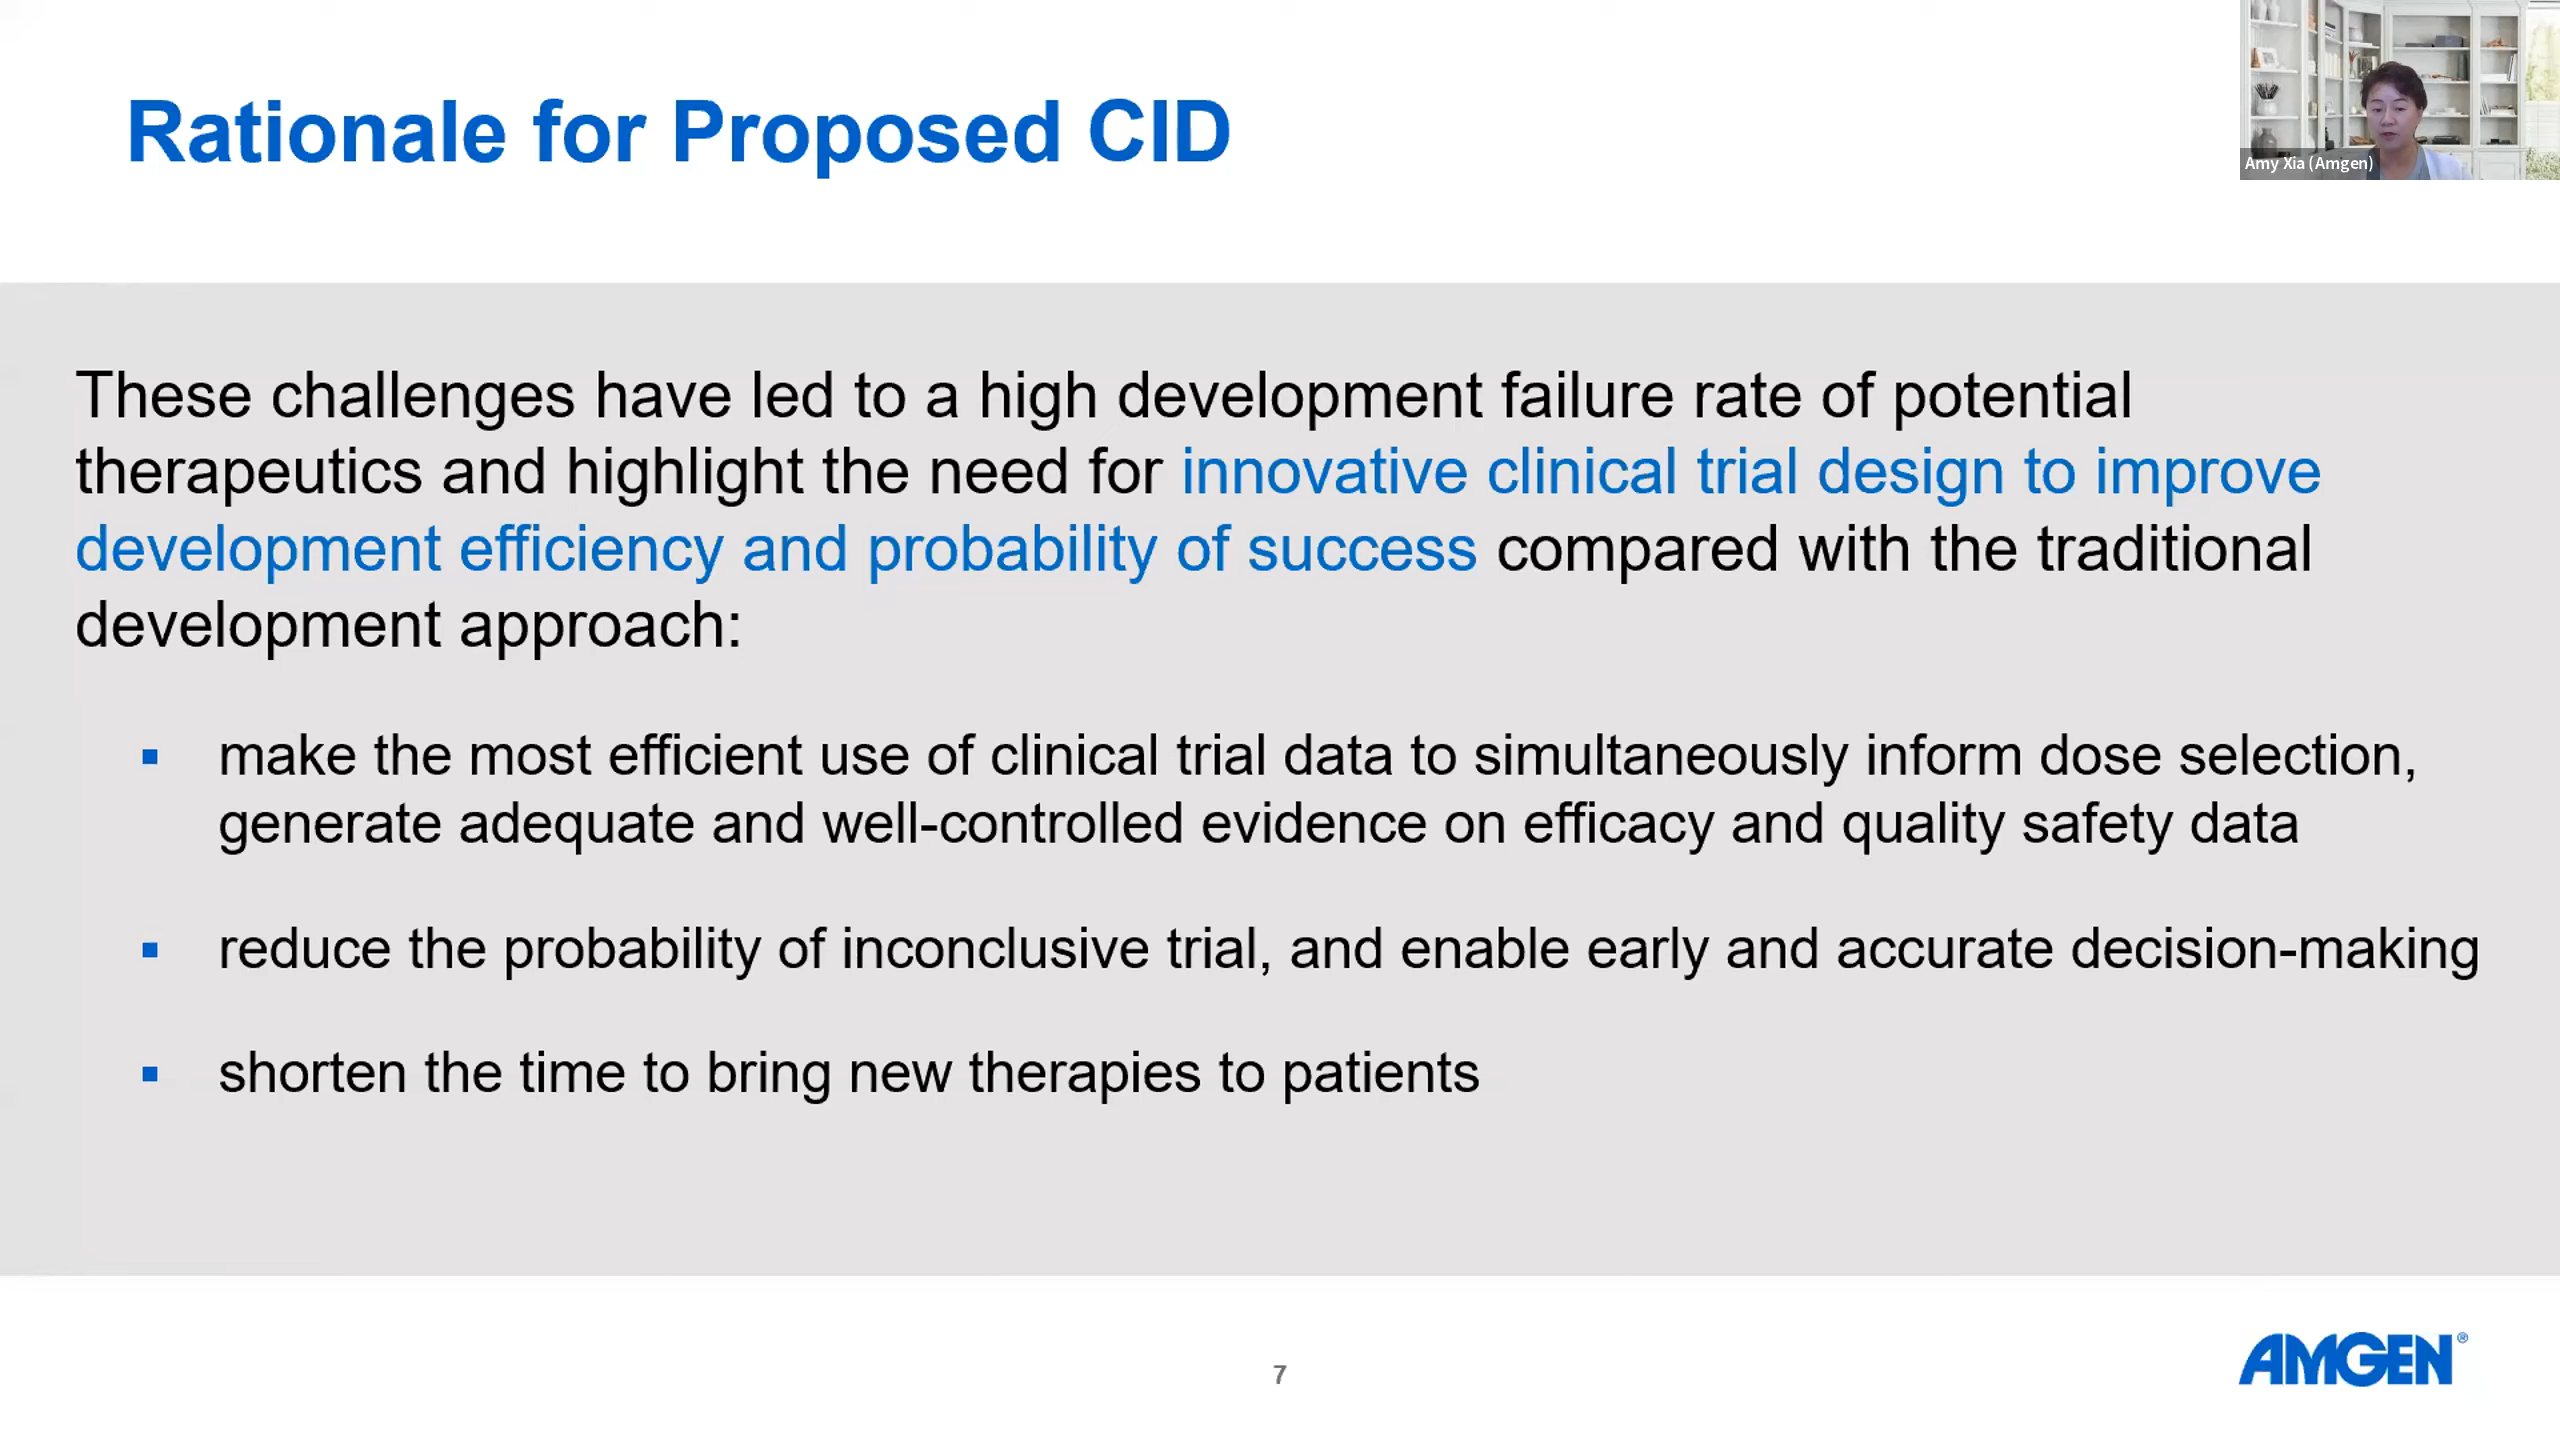 Rationale for Proposed CID
Amy Xia (Amgen)
These challenges have led to a high development failure rate of potential
therapeutics and highlight the need for innovative clinical trial design to improve
development efficiency and probability of success compared with the traditional
development approach:
▪ make the most efficient use of clinical trial data to simultaneously inform dose selection,
generate adequate and well-controlled evidence on efficacy and quality safety data
▪ reduce the probability of inconclusive trial, and enable early and accurate decision-making
▪ shorten the time to bring new therapies to patients
7
AMGEN®